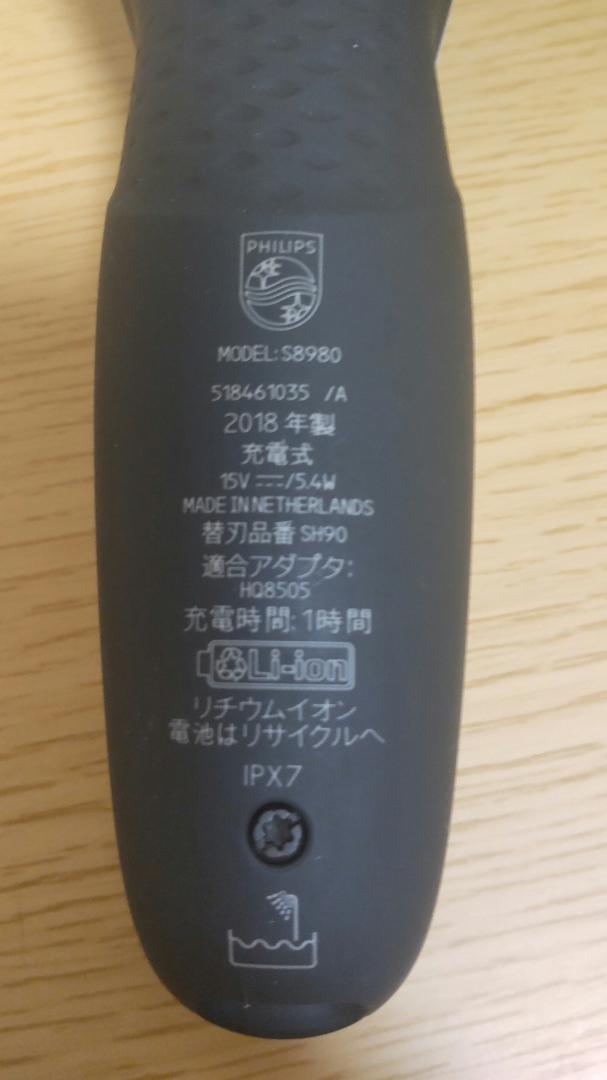 PHILIPS
MODEL:S8980
518461035 /A
2018 年製
充電式
15V⎓/5.4W
MADE IN NETHERLANDS
替刃品番 SH90
適合アダプタ:
HQ8505
充電時間:1時間
Li-ion
リチウムイオン
電池はリサイクルへ
IPX7